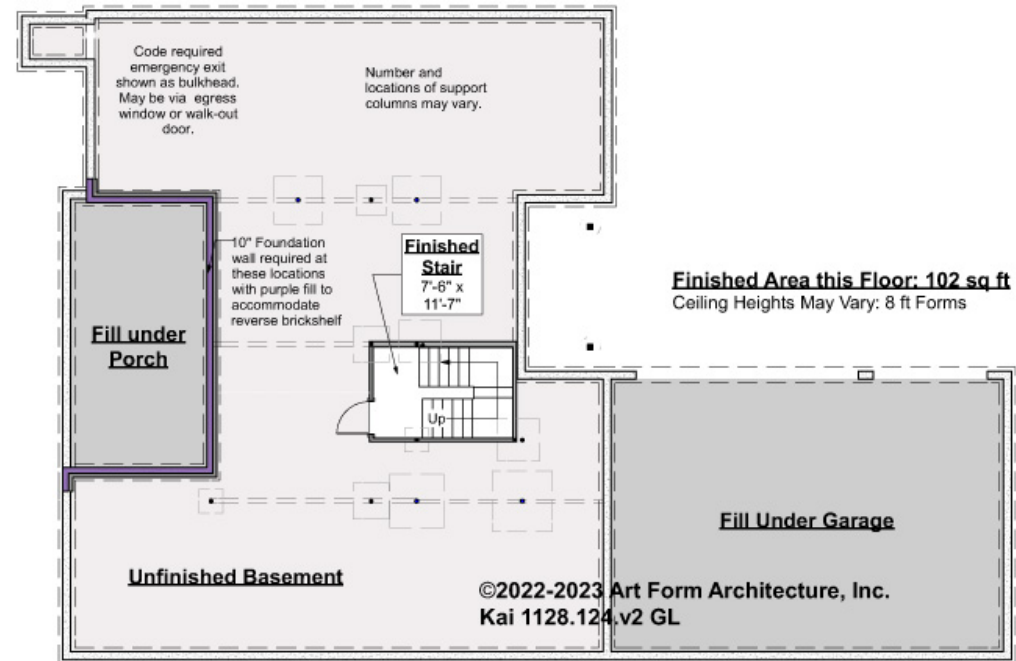 Code required
emergency exit
shown as bulkhead.
May be via egress
window or walk-out
door.
Number and
locations of support
columns may vary.
10" Foundation
wall required at
these locations
with purple fill to
accommodate
reverse brickshelf
Finished
Stair
7'-6" x
11'-7"
Finished Area this Floor: 102 sq ft
Ceiling Heights May Vary: 8 ft Forms
Fill under
Porch
Up
Fill Under Garage
Unfinished Basement
©2022-2023 Art Form Architecture, Inc.
Kai 1128.124.v2 GL